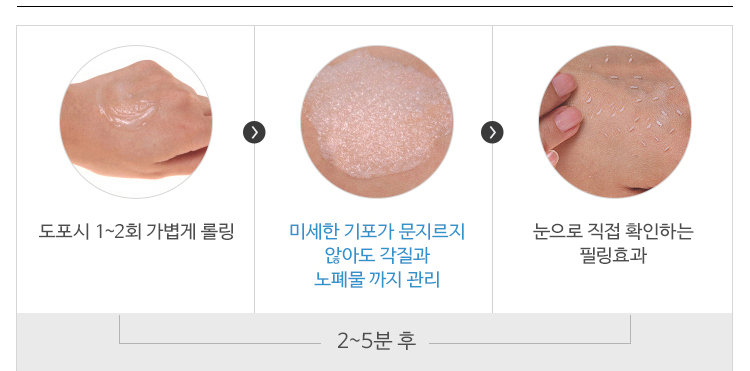 도포시 1~2회 가볍게 롤링
미세한 기포가 문지르지
않아도 각질과
노폐물 까지 관리
눈으로 직접 확인하는
필링효과
2~5분 후